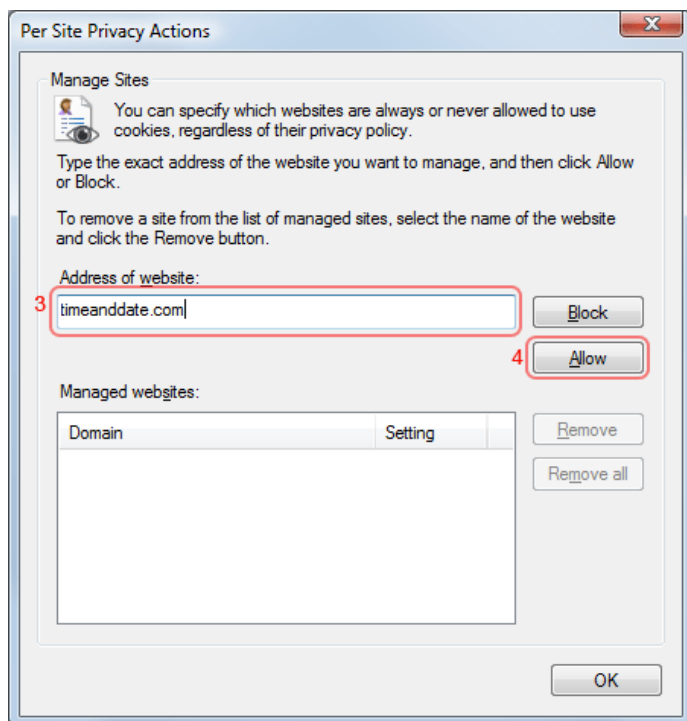 Per Site Privacy Actions
Manage Sites
You can specify which websites are always or never allowed to use
cookies, regardless of their privacy policy.
Type the exact address of the website you want to manage, and then click Allow
or Block.
To remove a site from the list of managed sites, select the name of the website
and click the Remove button.
Address of website:
3 timeanddate.com Block
4 Allow
Managed websites:
Domain Setting Remove
Remove all
OK